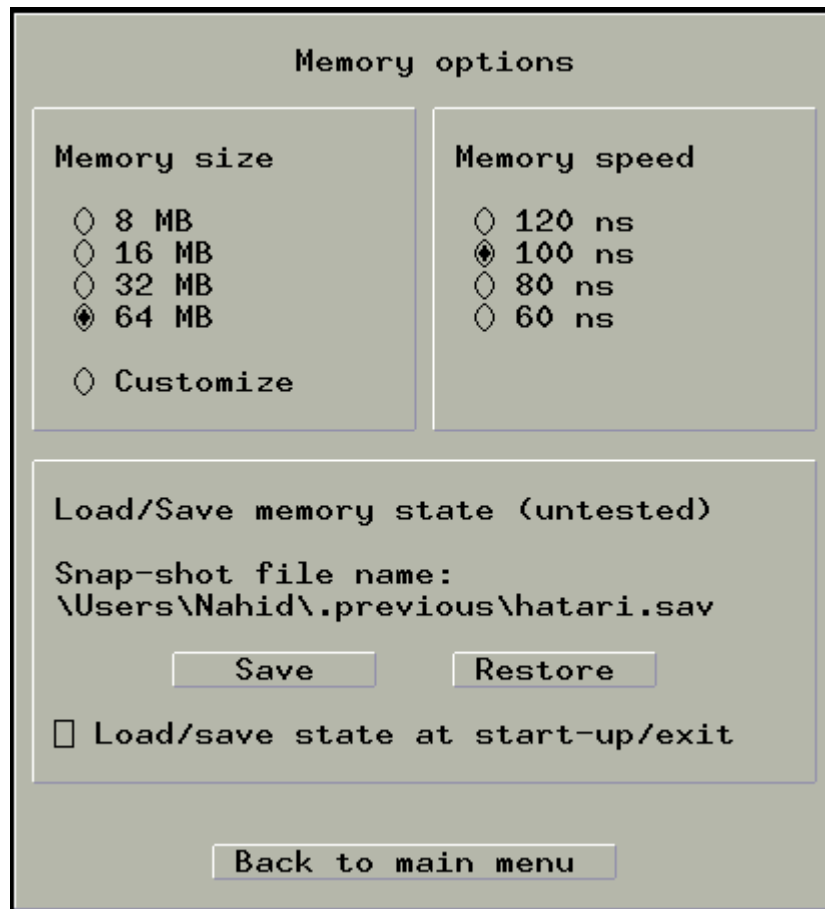 Memory options
Memory size
8 MB
16 MB
32 MB
64 MB
Customize
Memory speed
120 ns
100 ns
80 ns
60 ns
Load/Save memory state (untested)
Snap-shot file name:
\Users\Nahid\.previous\hatari.sav
Save
Restore
Load/save state at start-up/exit
Back to main menu